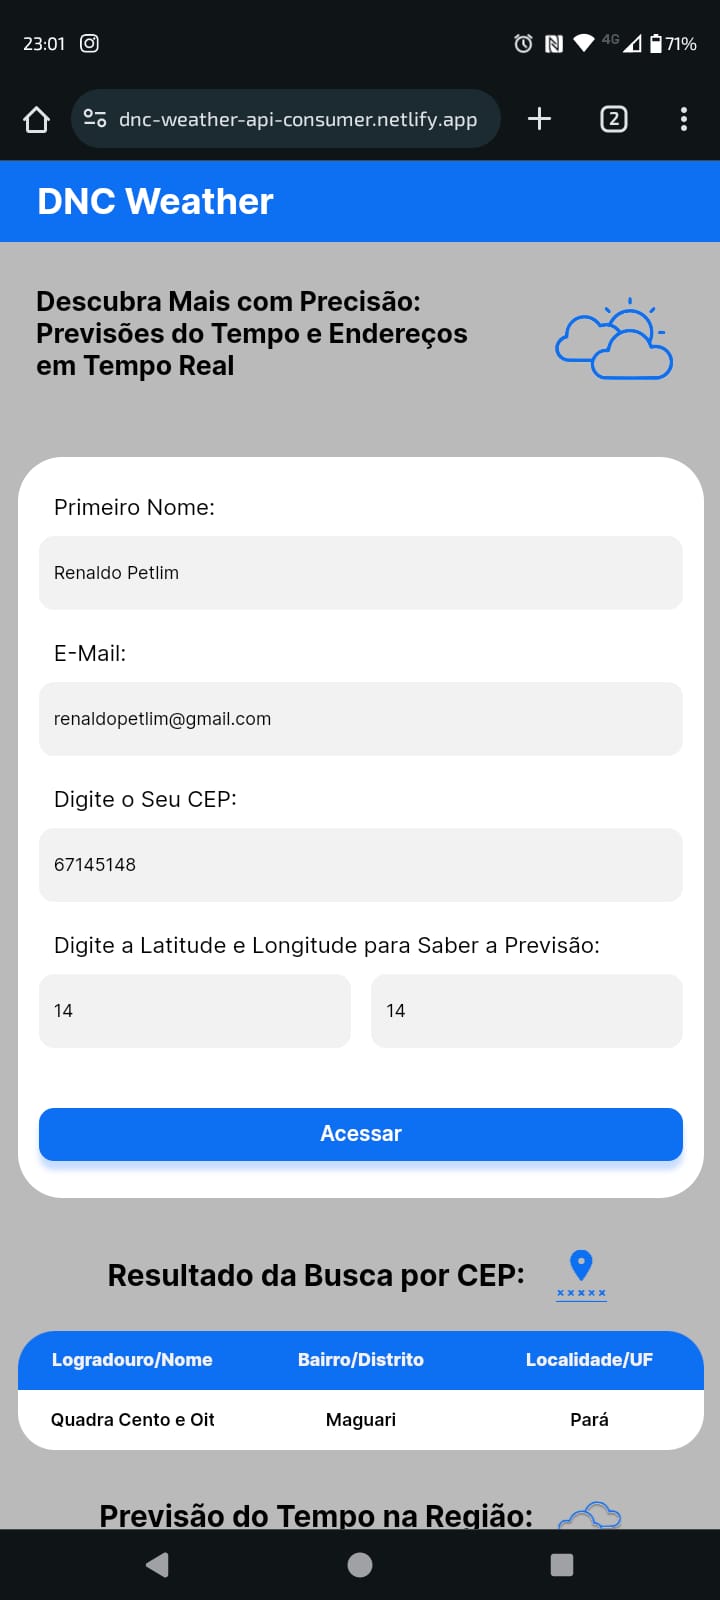 23:01
4G 71%
dnc-weather-api-consumer.netlify.app
2
DNC Weather
Descubra Mais com Precisão:
Previsões do Tempo e Endereços
em Tempo Real
Primeiro Nome:
Renaldo Petlim
E-Mail:
renaldopetlim@gmail.com
Digite o Seu CEP:
67145148
Digite a Latitude e Longitude para Saber a Previsão:
14 14
Acessar
Resultado da Busca por CEP:
Logradouro/Nome Bairro/Distrito Localidade/UF
Quadra Cento e Oit Maguari Pará
Previsão do Tempo na Região: